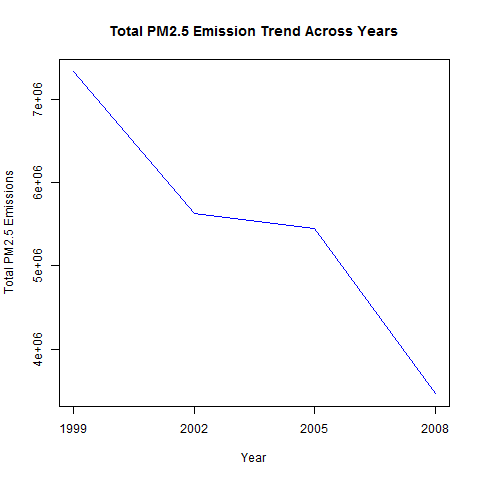 Total PM2.5 Emission Trend Across Years
Total PM2.5 Emissions
7e+06
6e+06
5e+06
4e+06
1999 2002 2005 2008
Year